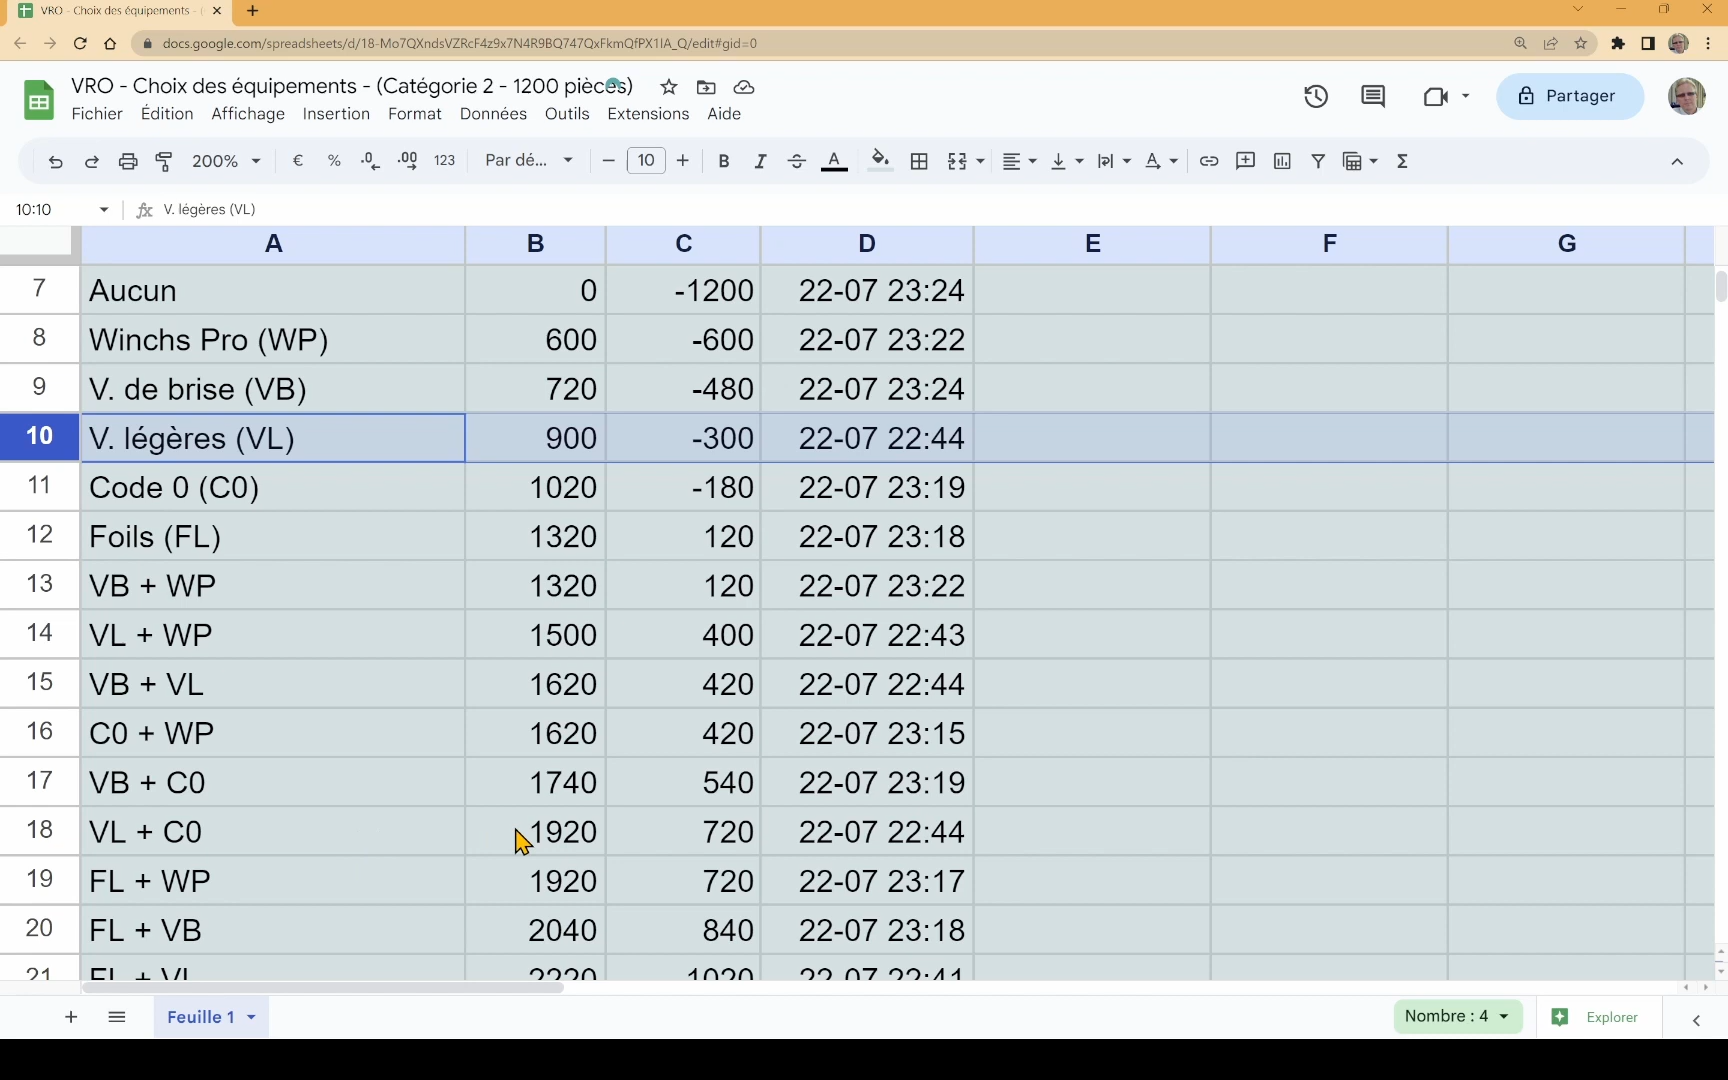 VRO - Choix des équipements - (
docs.google.com/spreadsheets/d/18-Mo7QXndsVZRcF4z9x7N4R9BQ747QxFkmQfPX1IA_Q/edit#gid=0
VRO - Choix des équipements - (Catégorie 2 - 1200 pièces)
Fichier Édition Affichage Insertion Format Données Outils Extensions Aide
Partager
200% € % .0 .00 123 Par dé... 10 B I S A Σ
10:10 fx V. légères (VL)
A B C D E F G
7 Aucun 0 -1200 22-07 23:24
8 Winchs Pro (WP) 600 -600 22-07 23:22
9 V. de brise (VB) 720 -480 22-07 23:24
10 V. légères (VL) 900 -300 22-07 22:44
11 Code 0 (C0) 1020 -180 22-07 23:19
12 Foils (FL) 1320 120 22-07 23:18
13 VB + WP 1320 120 22-07 23:22
14 VL + WP 1500 400 22-07 22:43
15 VB + VL 1620 420 22-07 22:44
16 C0 + WP 1620 420 22-07 23:15
17 VB + C0 1740 540 22-07 23:19
18 VL + C0 1920 720 22-07 22:44
19 FL + WP 1920 720 22-07 23:17
20 FL + VB 2040 840 22-07 23:18
21 FL + VL 2220 1020 22-07 22:41
Feuille 1
Nombre : 4
Explorer